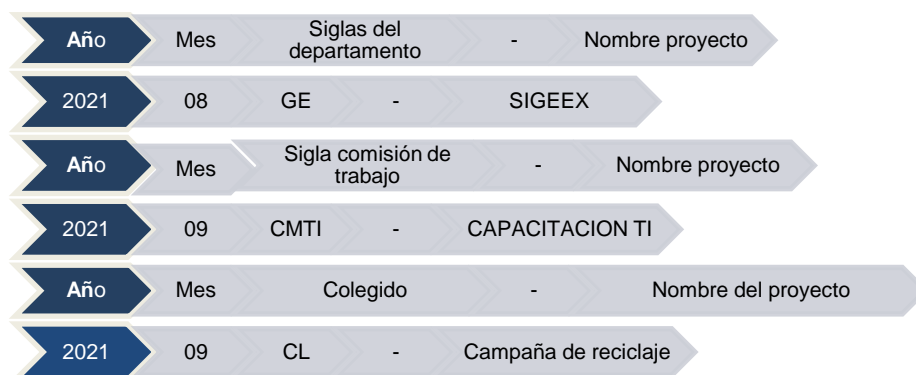 Año Mes Siglas del departamento - Nombre proyecto
2021 08 GE - SIGEEX
Año Mes Sigla comisión de trabajo - Nombre proyecto
2021 09 CMTI - CAPACITACION TI
Año Mes Colegido - Nombre del proyecto
2021 09 CL - Campaña de reciclaje